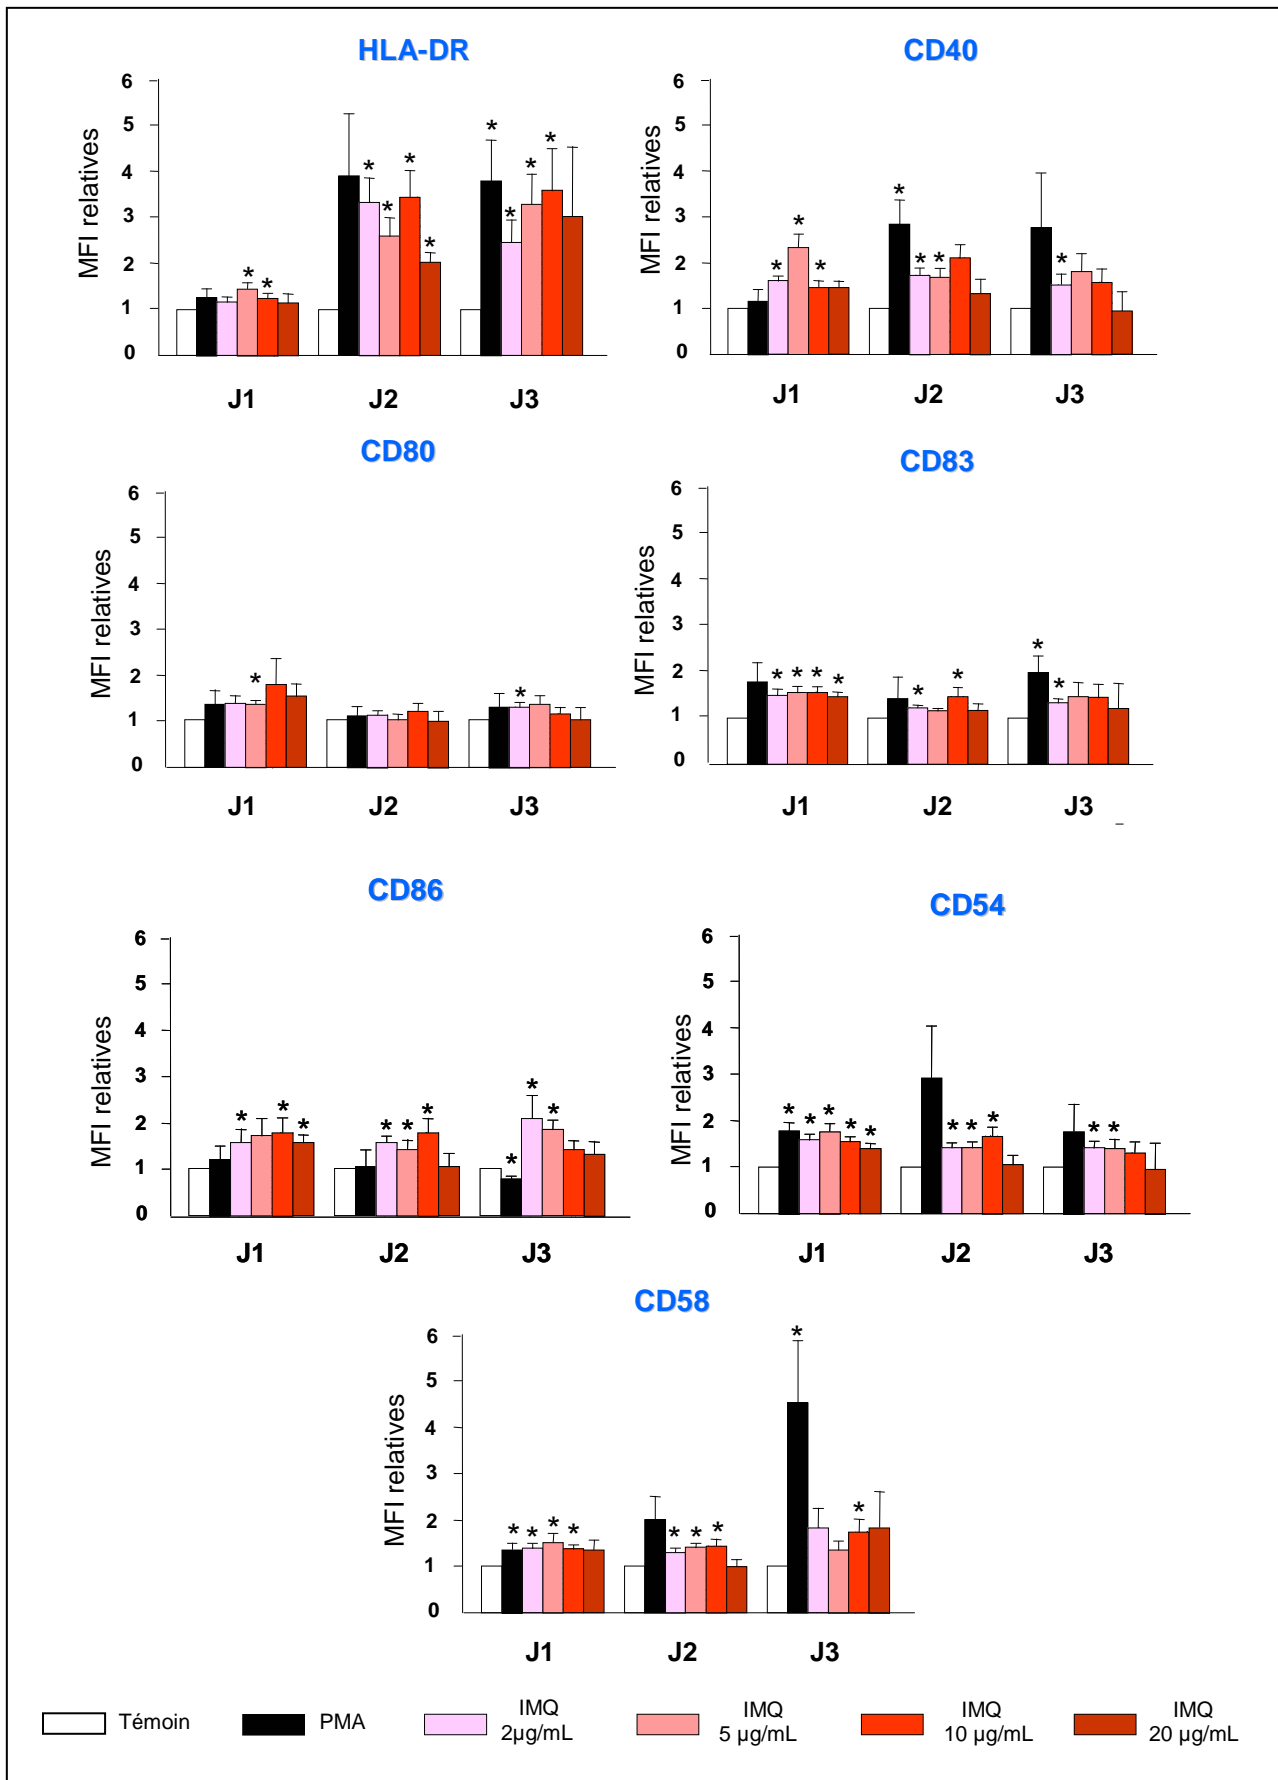 HLA-DR
MFI relatives
6
5
4
3
2
1
0
*
*
*
*
*
*
*
*
*
*
J1
J2
J3
CD40
MFI relatives
6
5
4
3
2
1
0
*
*
*
*
*
*
*
J1
J2
J3
CD80
MFI relatives
6
5
4
3
2
1
0
*
*
J1
J2
J3
CD83
MFI relatives
6
5
4
3
2
1
0
* * * *
* *
*
*
J1
J2
J3
CD86
MFI relatives
6
5
4
3
2
1
0
* * *
* * *
*
*
*
J1
J2
J3
CD54
MFI relatives
6
5
4
3
2
1
0
* * * * *
* * *
* *
J1
J2
J3
CD58
MFI relatives
6
5
4
3
2
1
0
* * * *
* * *
*
*
J1
J2
J3
Témoin
PMA
IMQ
2µg/mL
IMQ
5 µg/mL
IMQ
10 µg/mL
IMQ
20 µg/mL